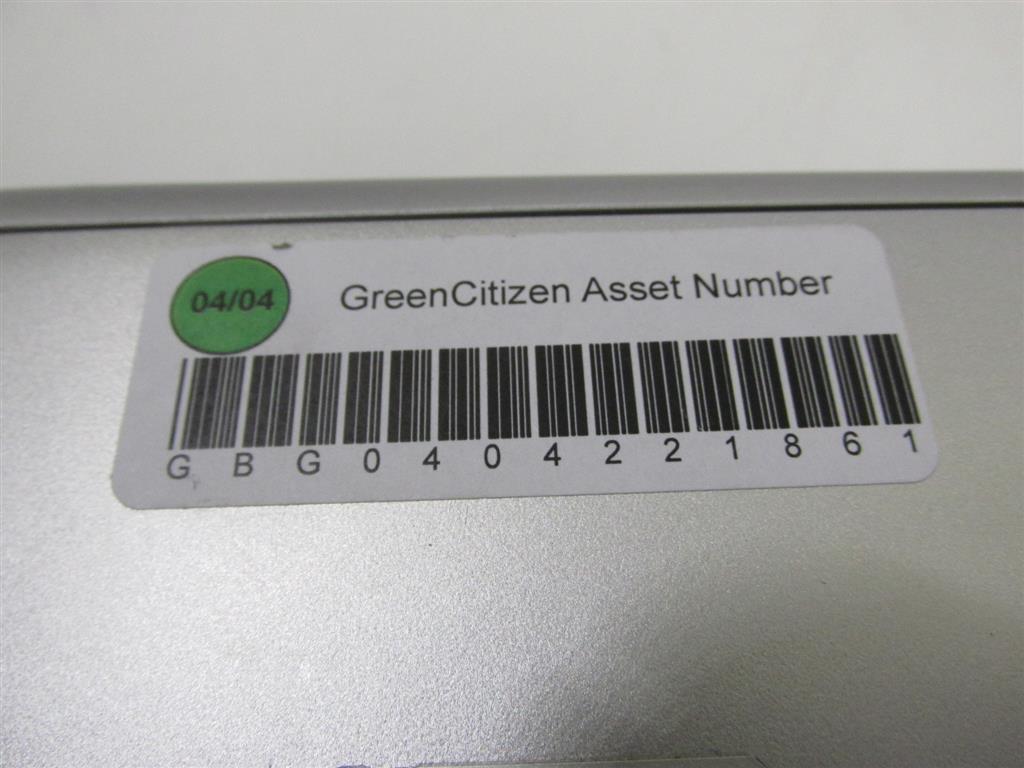 04/04
GreenCitizen Asset Number
G B G 0 4 0 4 2 2 1 8 6 1